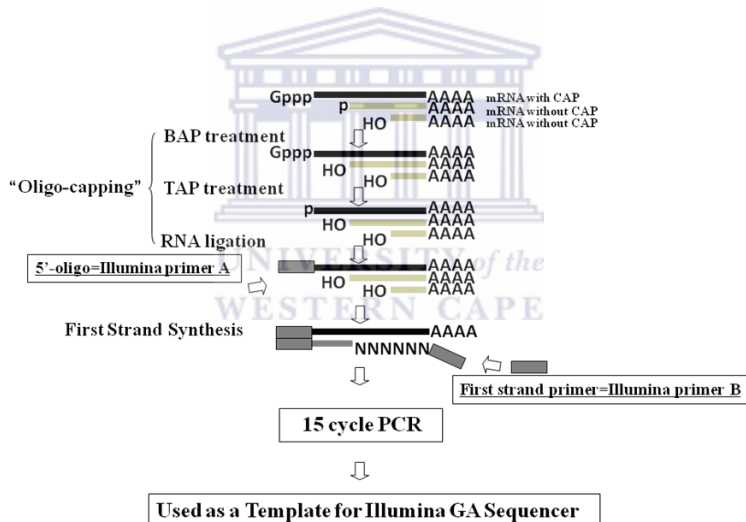 Gppp AAAA mRNA with CAP
p AAAA mRNA without CAP
HO AAAA mRNA without CAP
BAP treatment
Gppp AAAA
HO AAAA
HO AAAA
"Oligo-capping"
TAP treatment
p AAAA
HO AAAA
HO AAAA
RNA ligation
UNIVERSITY of the
5'-oligo=Illumina primer A
AAAA
HO AAAA
HO AAAA
WESTERN CAPE
First Strand Synthesis
AAAA
NNNNNN
First strand primer=Illumina primer B
15 cycle PCR
Used as a Template for Illumina GA Sequencer